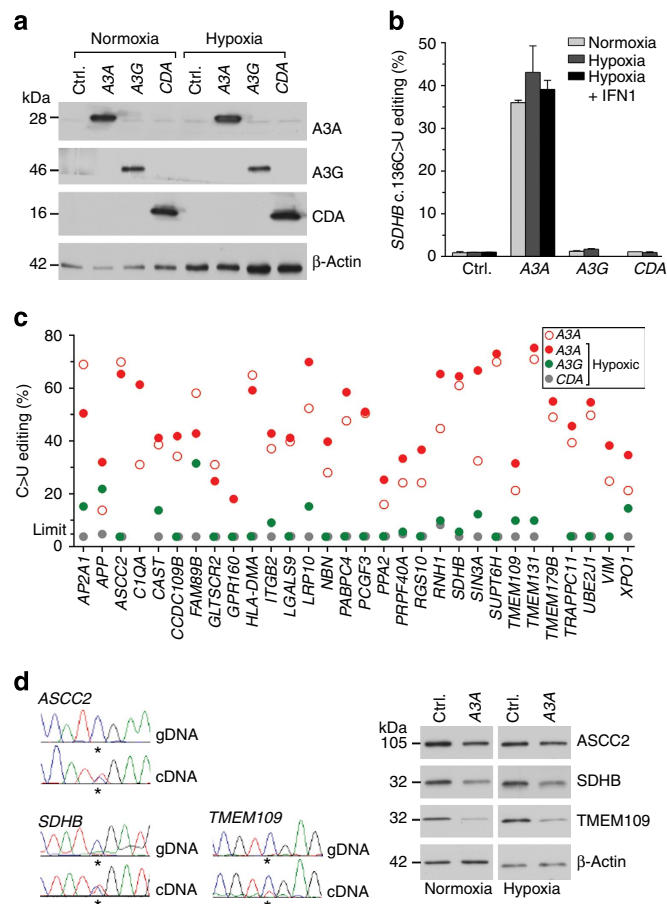 a
Normoxia Hypoxia
Ctrl. A3A A3G CDA Ctrl. A3A A3G CDA
kDa
28 A3A
46 A3G
16 CDA
42 β-Actin
b
SDHB c.136C>U editing (%)
50
40
30
20
10
0
Normoxia
Hypoxia
Hypoxia
+ IFN1
Ctrl. A3A A3G CDA
c
C>U editing (%)
80
60
40
20
Limit
0
A3A
A3A
A3G
CDA
Hypoxic
AP2A1
APP
ASCC2
C1QA
CAST
CCDC109B
FAM89B
GLTSCR2
GPR160
HLA-DMA
ITGB2
LGALS9
LRP10
NBN
PABPC4
PCGF3
PPA2
PRPF40A
RGS10
RNH1
SDHB
SIN3A
SUPT6H
TMEM109
TMEM131
TMEM179B
TRAPPC11
UBE2J1
VIM
XPO1
d
ASCC2
gDNA
*
cDNA
*
SDHB
gDNA
*
cDNA
*
TMEM109
gDNA
*
cDNA
*
Ctrl. A3A Ctrl. A3A
kDa
105 ASCC2
32 SDHB
32 TMEM109
42 β-Actin
Normoxia Hypoxia